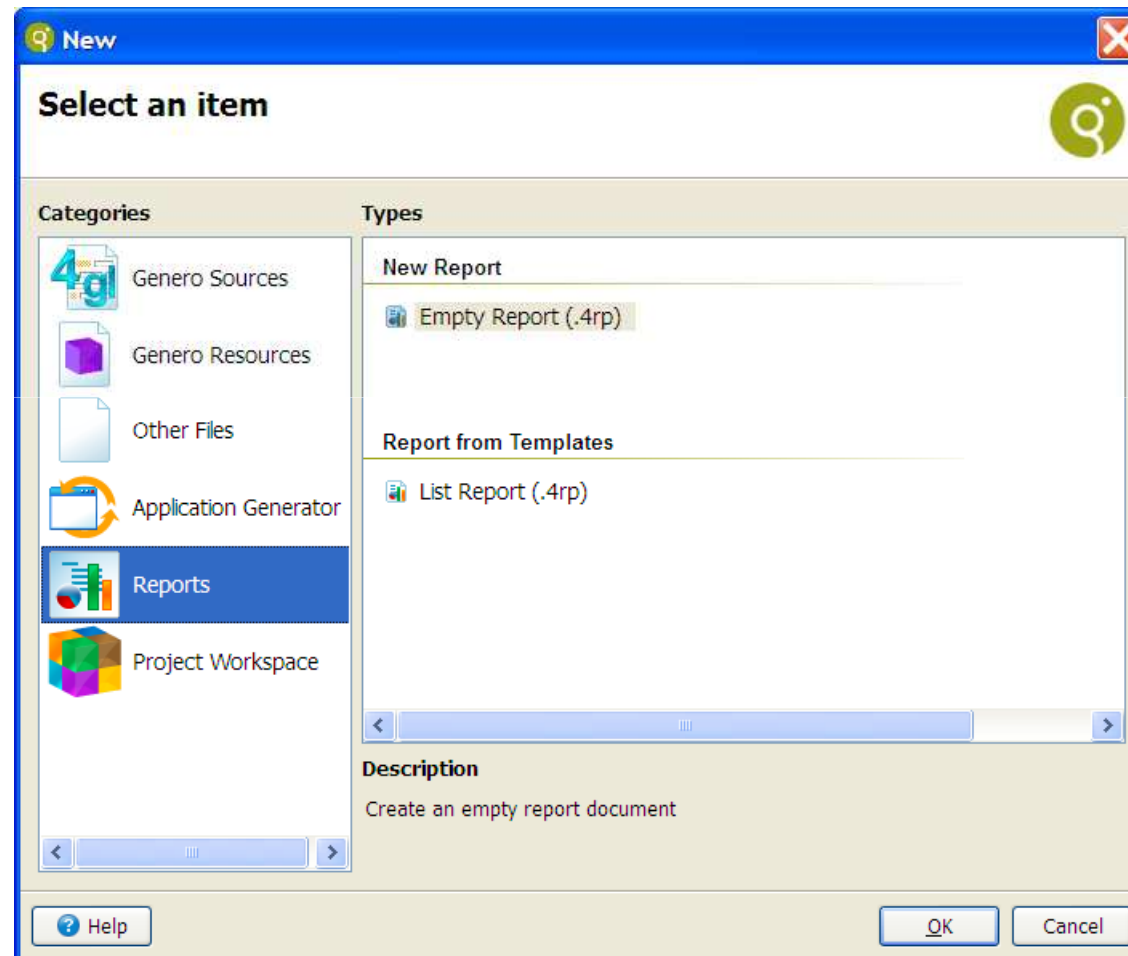 New
Select an item
Categories
Genero Sources
Genero Resources
Other Files
Application Generator
Reports
Project Workspace
Types
New Report
Empty Report (.4rp)
Report from Templates
List Report (.4rp)
Description
Create an empty report document
Help
OK
Cancel